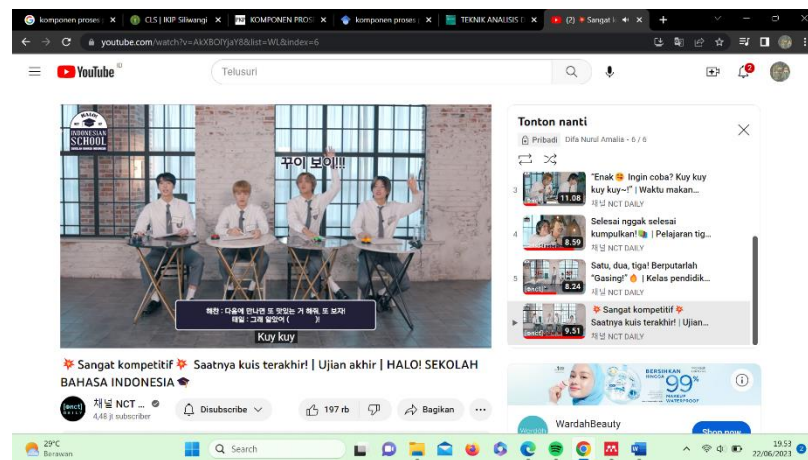 komponen proses
CLS | IKIP Siliwangi
KOMPONEN PROS
komponen proses
TEKNIK ANALISIS D
(2) Sangat k
youtube.com/watch?v=AkXBOIYjaY8&list=WL&index=6
YouTube ID
Telusuri
HALO!
INDONESIAN
SCHOOL
꾸이 보이!!!
해찬 : 다음에 만나면 또 맛있는 거 해줘. 또 보자!
태일 : 그래 알았어 ( )!
Kuy kuy
💥 Sangat kompetitif 💥 Saatnya kuis terakhir! | Ujian akhir | HALO! SEKOLAH
BAHASA INDONESIA 🎓
채널 NCT ...
4,48 jt subscriber
Disubscribe
197 rb
Bagikan
Tonton nanti
Pribadi Difa Nurul Amalia - 6 / 6
3
11.08
"Enak 😋 Ingin coba? Kuy kuy
kuy kuy~!" | Waktu makan...
채널 NCT DAILY
4
8.59
Selesai nggak selesai
kumpulkan! 📚 | Pelajaran tig...
채널 NCT DAILY
5
8.24
Satu, dua, tiga! Berputarlah
"Gasing!" 🔥 | Kelas pendidik...
채널 NCT DAILY
9.51
💥 Sangat kompetitif 💥
Saatnya kuis terakhir! | Ujian...
채널 NCT DAILY
BERSIHKAN
HINGGA
99%
MAKEUP
WATERPROOF
WardahBeauty
Wardah
Shop now
29°C
Berawan
Search
19.53
22/06/2023